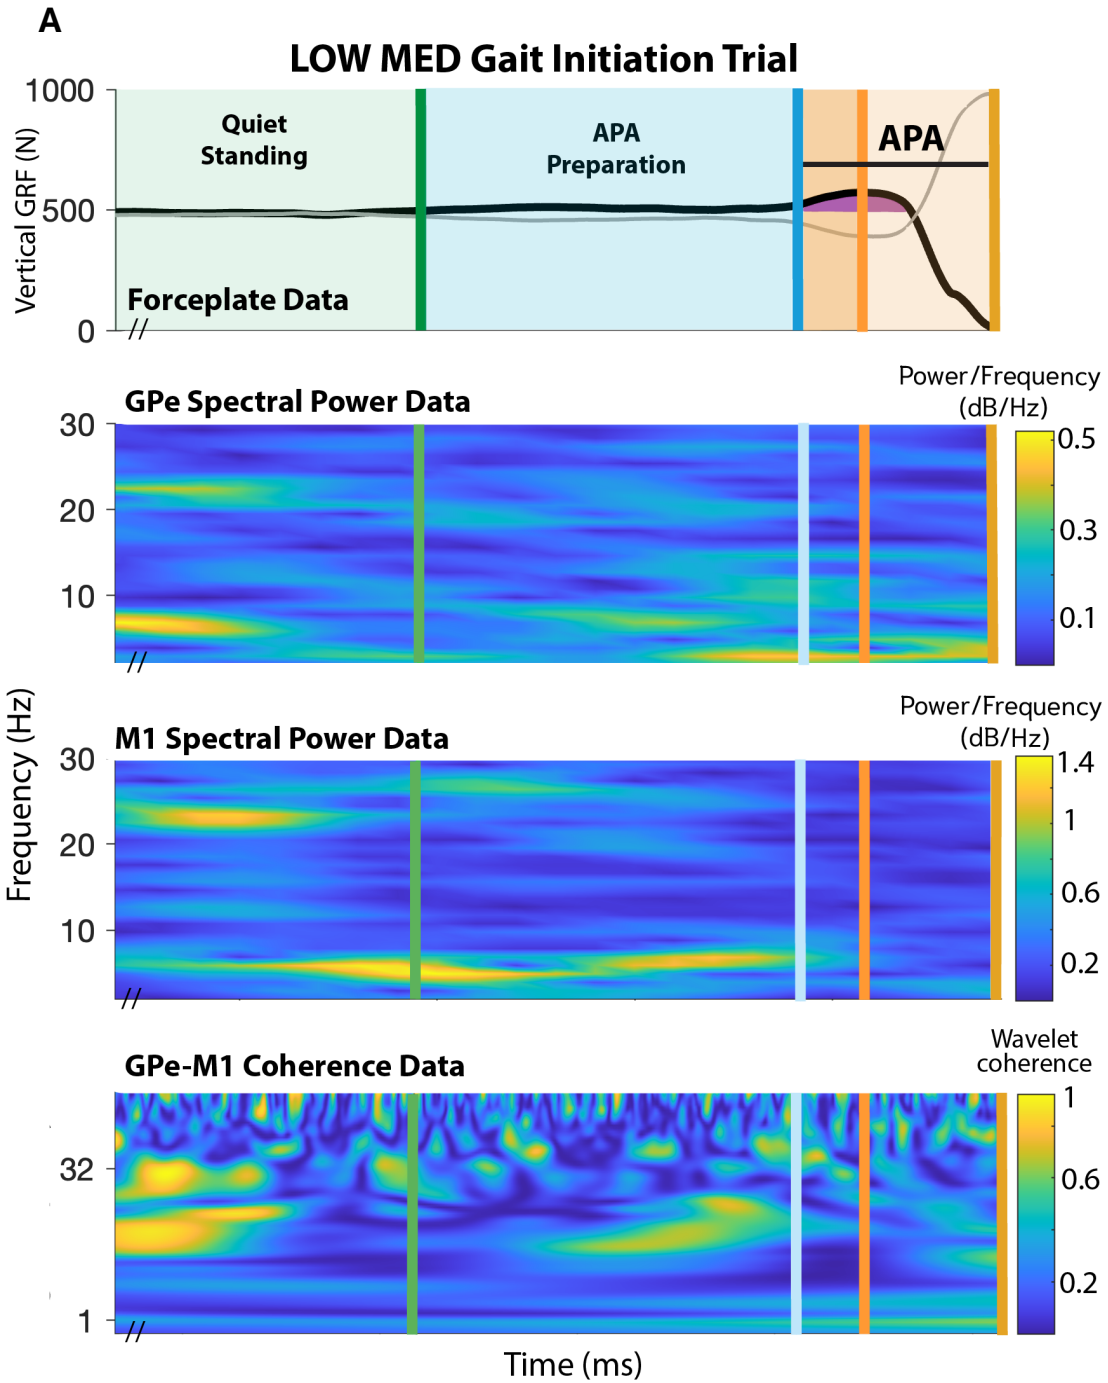 A
LOW MED Gait Initiation Trial
1000
500
0
Vertical GRF (N)
Quiet
Standing
APA
Preparation
APA
Forceplate Data
//
Power/Frequency
(dB/Hz)
GPe Spectral Power Data
30
20
10
//
0.5
0.3
0.1
Frequency (Hz)
Power/Frequency
(dB/Hz)
M1 Spectral Power Data
30
20
10
//
1.4
1
0.6
0.2
Wavelet
coherence
GPe-M1 Coherence Data
32
1
//
1
0.6
0.2
Time (ms)